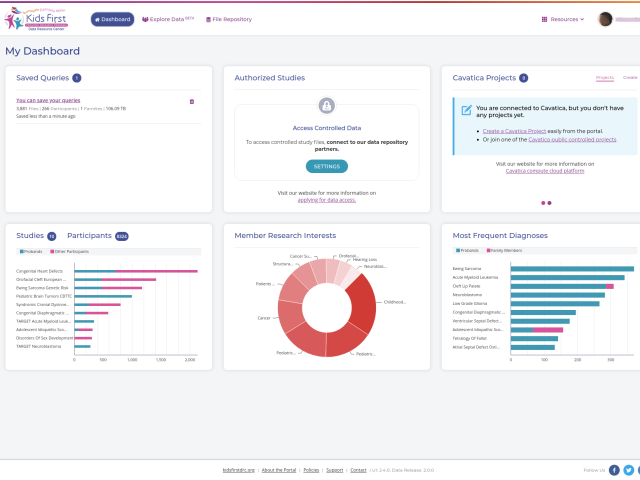 Kids First
Data Resource Center
Dashboard
Explore Data BETA
File Repository
Resources
My Dashboard
Saved Queries 1
You can save your queries
3,881 Files | 266 Participants | 1 Families | 106.09 TB
Saved less than a minute ago
Authorized Studies
Access Controlled Data
To access controlled study files, connect to our data repository
partners.
SETTINGS
Visit our website for more information on
applying for data access.
Cavatica Projects 0
Projects
Create
You are connected to Cavatica, but you don't have
any projects yet.
Create a Cavatica Project easily from the portal.
Or join one of the Cavatica public controlled projects
Visit our website for more information on
Cavatica compute cloud platform
Studies 10 Participants 8324
Probands Other Participants
Congenital Heart Defects
Orofacial Cleft European ...
Ewing Sarcoma Genetic Risk
Pediatric Brain Tumors CBTTC
Syndromic Cranial Dysinne...
Congenital Diaphragmatic ...
TARGET Acute Myeloid Leuk...
Adolescent Idiopathic Sco...
Disorders Of Sex Development
TARGET Neuroblastoma
0 500 1,000 1,500 2,000
Member Research Interests
Cancer Su...
Orofacial...
Hearing Loss
Neuroblas...
Structura...
Patients ...
Childhood...
Cancer
Pediatric...
Pediatric...
Most Frequent Diagnoses
Probands Family Members
Ewing Sarcoma
Acute Myeloid Leukemia
Cleft Lip Palate
Neuroblastoma
Low Grade Glioma
Congenital Diaphragmatic ...
Ventricular Septal Defec...
Adolescent Idiopathic Sco...
Tetralogy Of Fallot
Atrial Septal Defect Osti...
0 100 200 300
kidsfirstdrc.org | About the Portal | Policies | Support | Contact | UI: 2.4.0; Data Release: 2.0.0
Follow Us